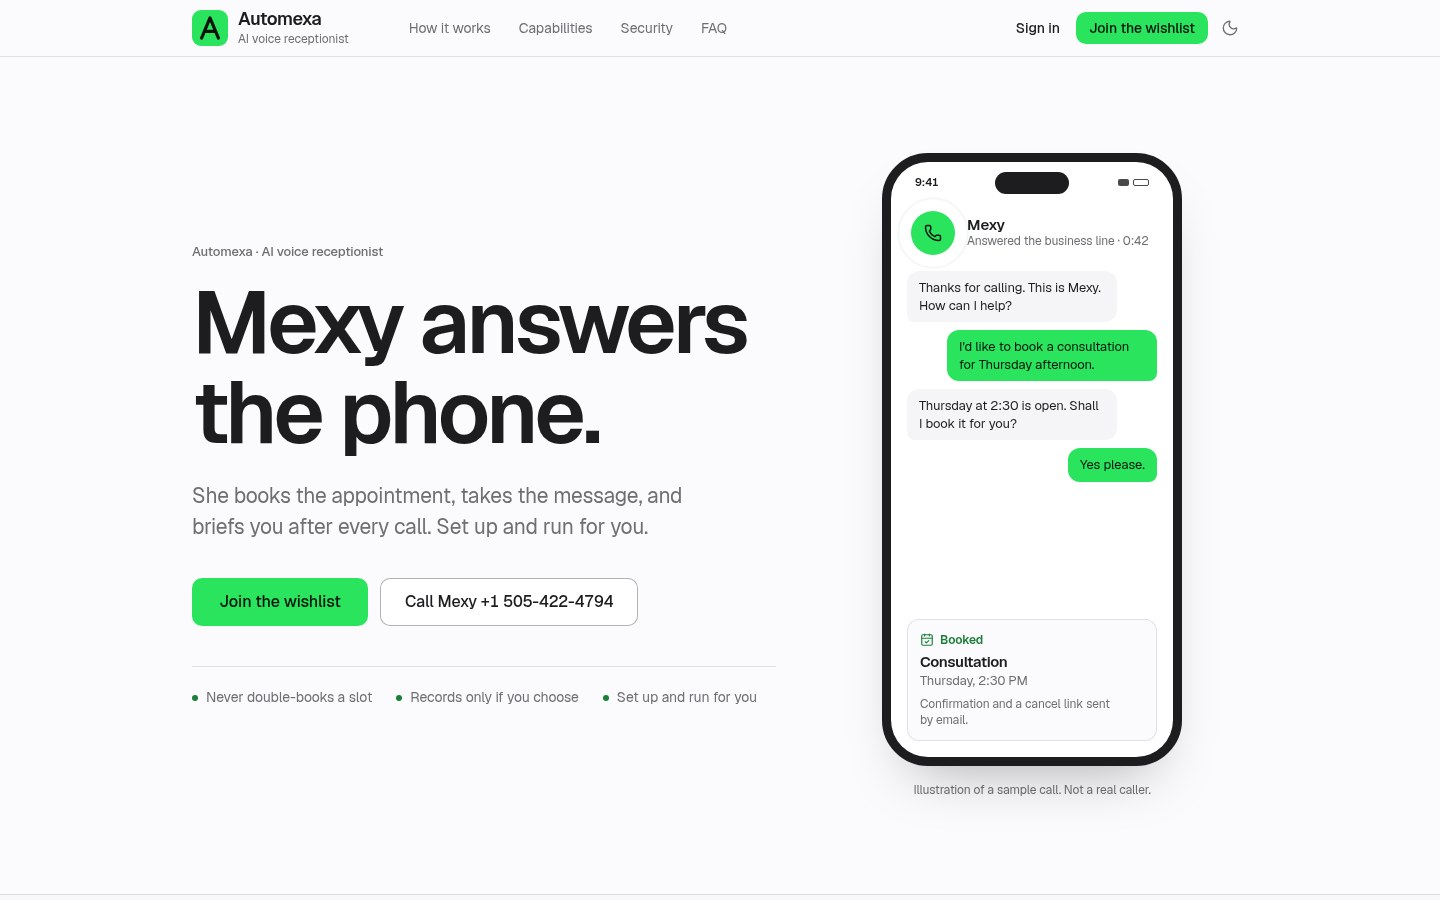 Automexa
AI voice receptionist
How it works
Capabilities
Security
FAQ
Sign in
Join the wishlist
Automexa · AI voice receptionist
Mexy answers
the phone.
She books the appointment, takes the message, and
briefs you after every call. Set up and run for you.
Join the wishlist
Call Mexy +1 505-422-4794
Never double-books a slot
Records only if you choose
Set up and run for you
9:41
Mexy
Answered the business line · 0:42
Thanks for calling. This is Mexy.
How can I help?
I'd like to book a consultation
for Thursday afternoon.
Thursday at 2:30 is open. Shall
I book it for you?
Yes please.
Booked
Consultation
Thursday, 2:30 PM
Confirmation and a cancel link sent
by email.
Illustration of a sample call. Not a real caller.